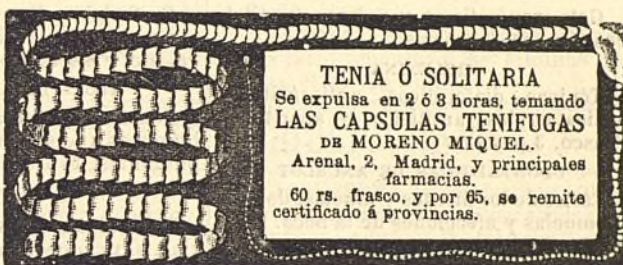 TENIA Ó SOLITARIA
Se expulsa en 2 ó 3 horas, temando
LAS CAPSULAS TENIFUGAS
DE MORENO MIQUEL.
Arenal, 2, Madrid, y principales
farmacias.
60 rs. frasco, y por 65, se remite
certificado á provincias.